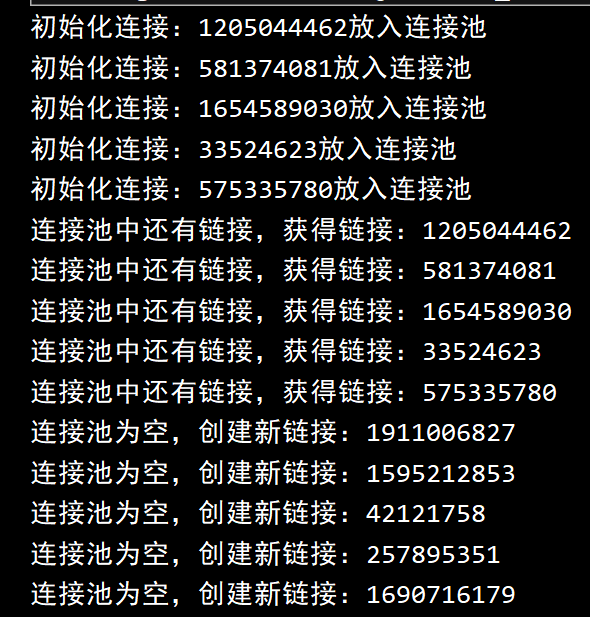 初始化连接：1205044462放入连接池
初始化连接：581374081放入连接池
初始化连接：1654589030放入连接池
初始化连接：33524623放入连接池
初始化连接：575335780放入连接池
连接池中还有链接，获得链接：1205044462
连接池中还有链接，获得链接：581374081
连接池中还有链接，获得链接：1654589030
连接池中还有链接，获得链接：33524623
连接池中还有链接，获得链接：575335780
连接池为空，创建新链接：1911006827
连接池为空，创建新链接：1595212853
连接池为空，创建新链接：42121758
连接池为空，创建新链接：257895351
连接池为空，创建新链接：1690716179